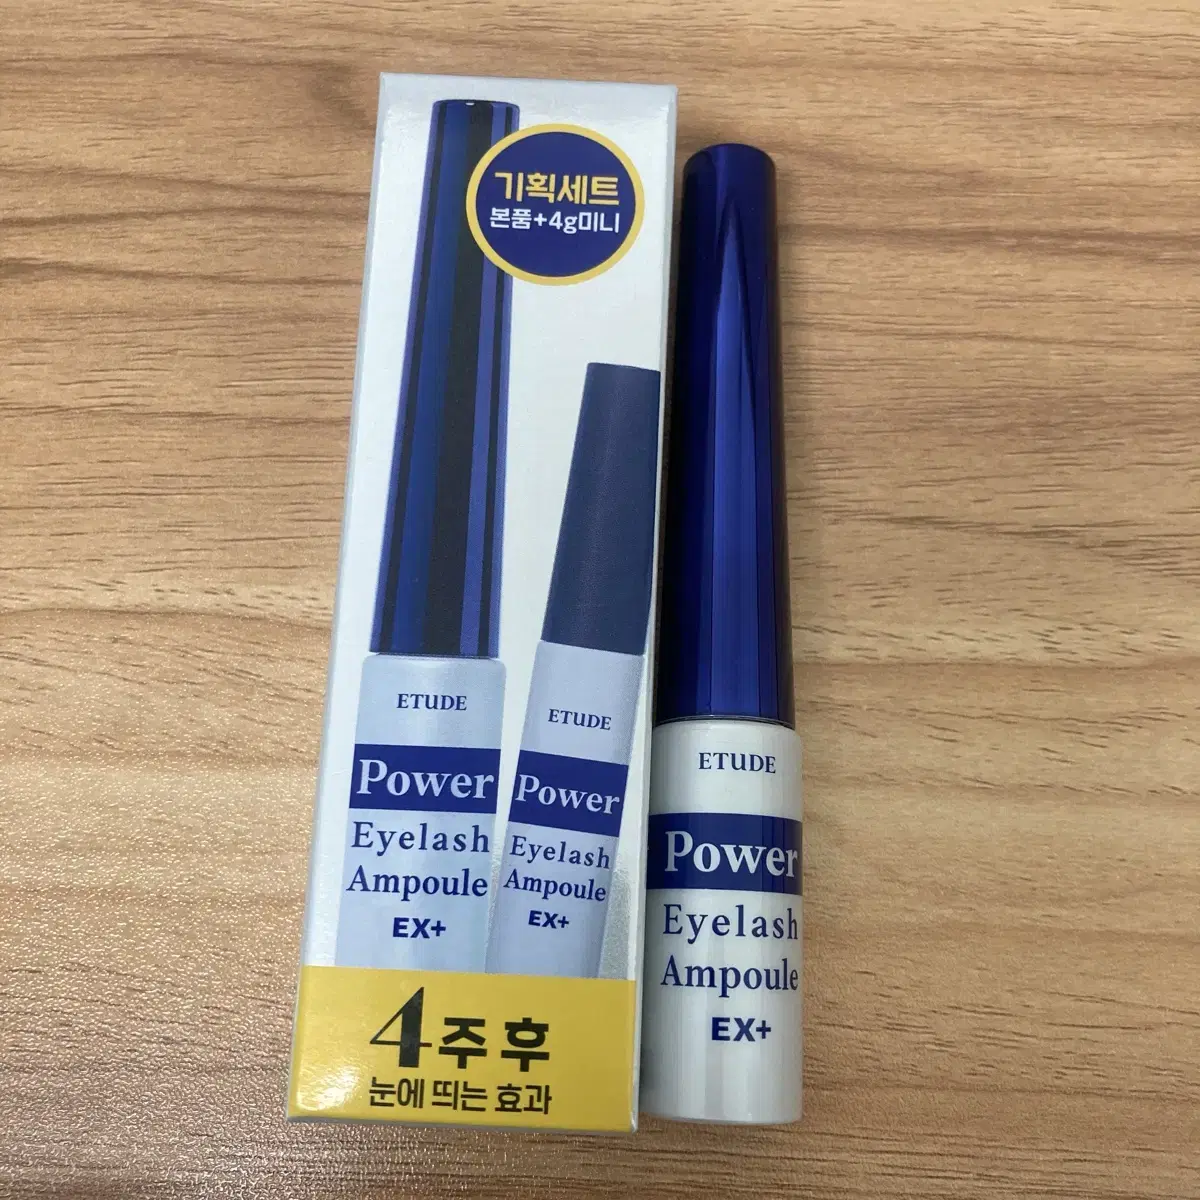 기획세트
본품+4g미니
ETUDE
Power
Eyelash
Ampoule
EX+
ETUDE
Power
Eyelash
Ampoule
EX+
4주 후
눈에 띄는 효과
ETUDE
Power
Eyelash
Ampoule
EX+